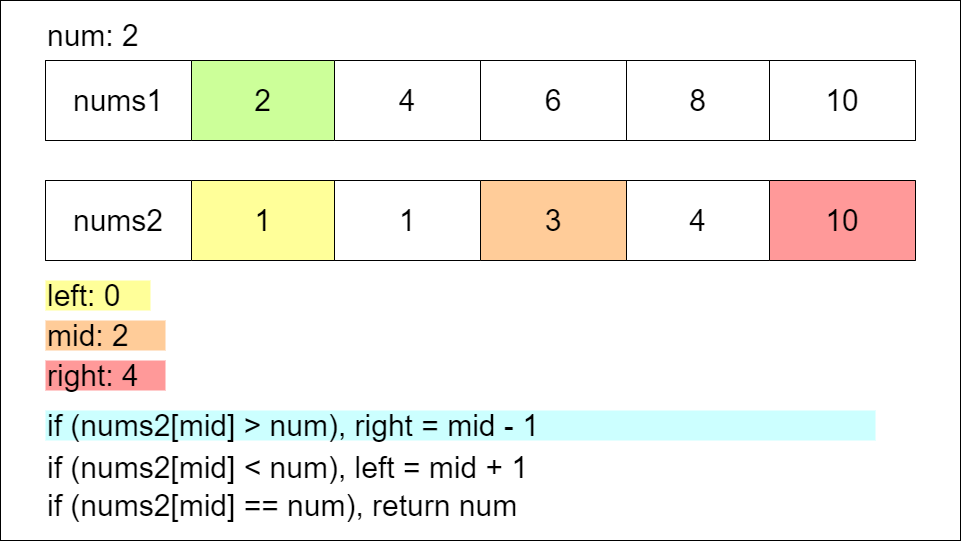 num: 2
nums1 2 4 6 8 10
nums2 1 1 3 4 10
left: 0
mid: 2
right: 4
if (nums2[mid] > num), right = mid - 1
if (nums2[mid] < num), left = mid + 1
if (nums2[mid] == num), return num